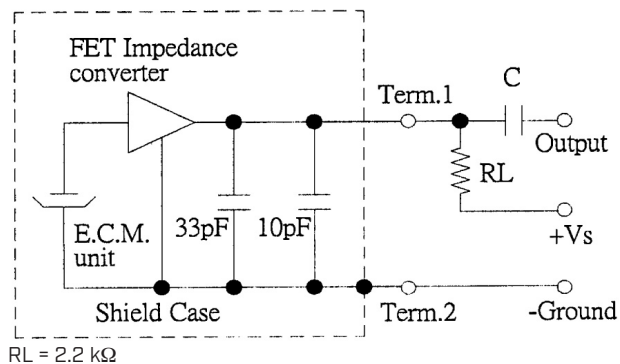 FET Impedance
converter
Term.1
C
Output
RL
+Vs
E.C.M.
unit
33pF
10pF
Shield Case
Term.2
-Ground
RL = 2.2 kΩ